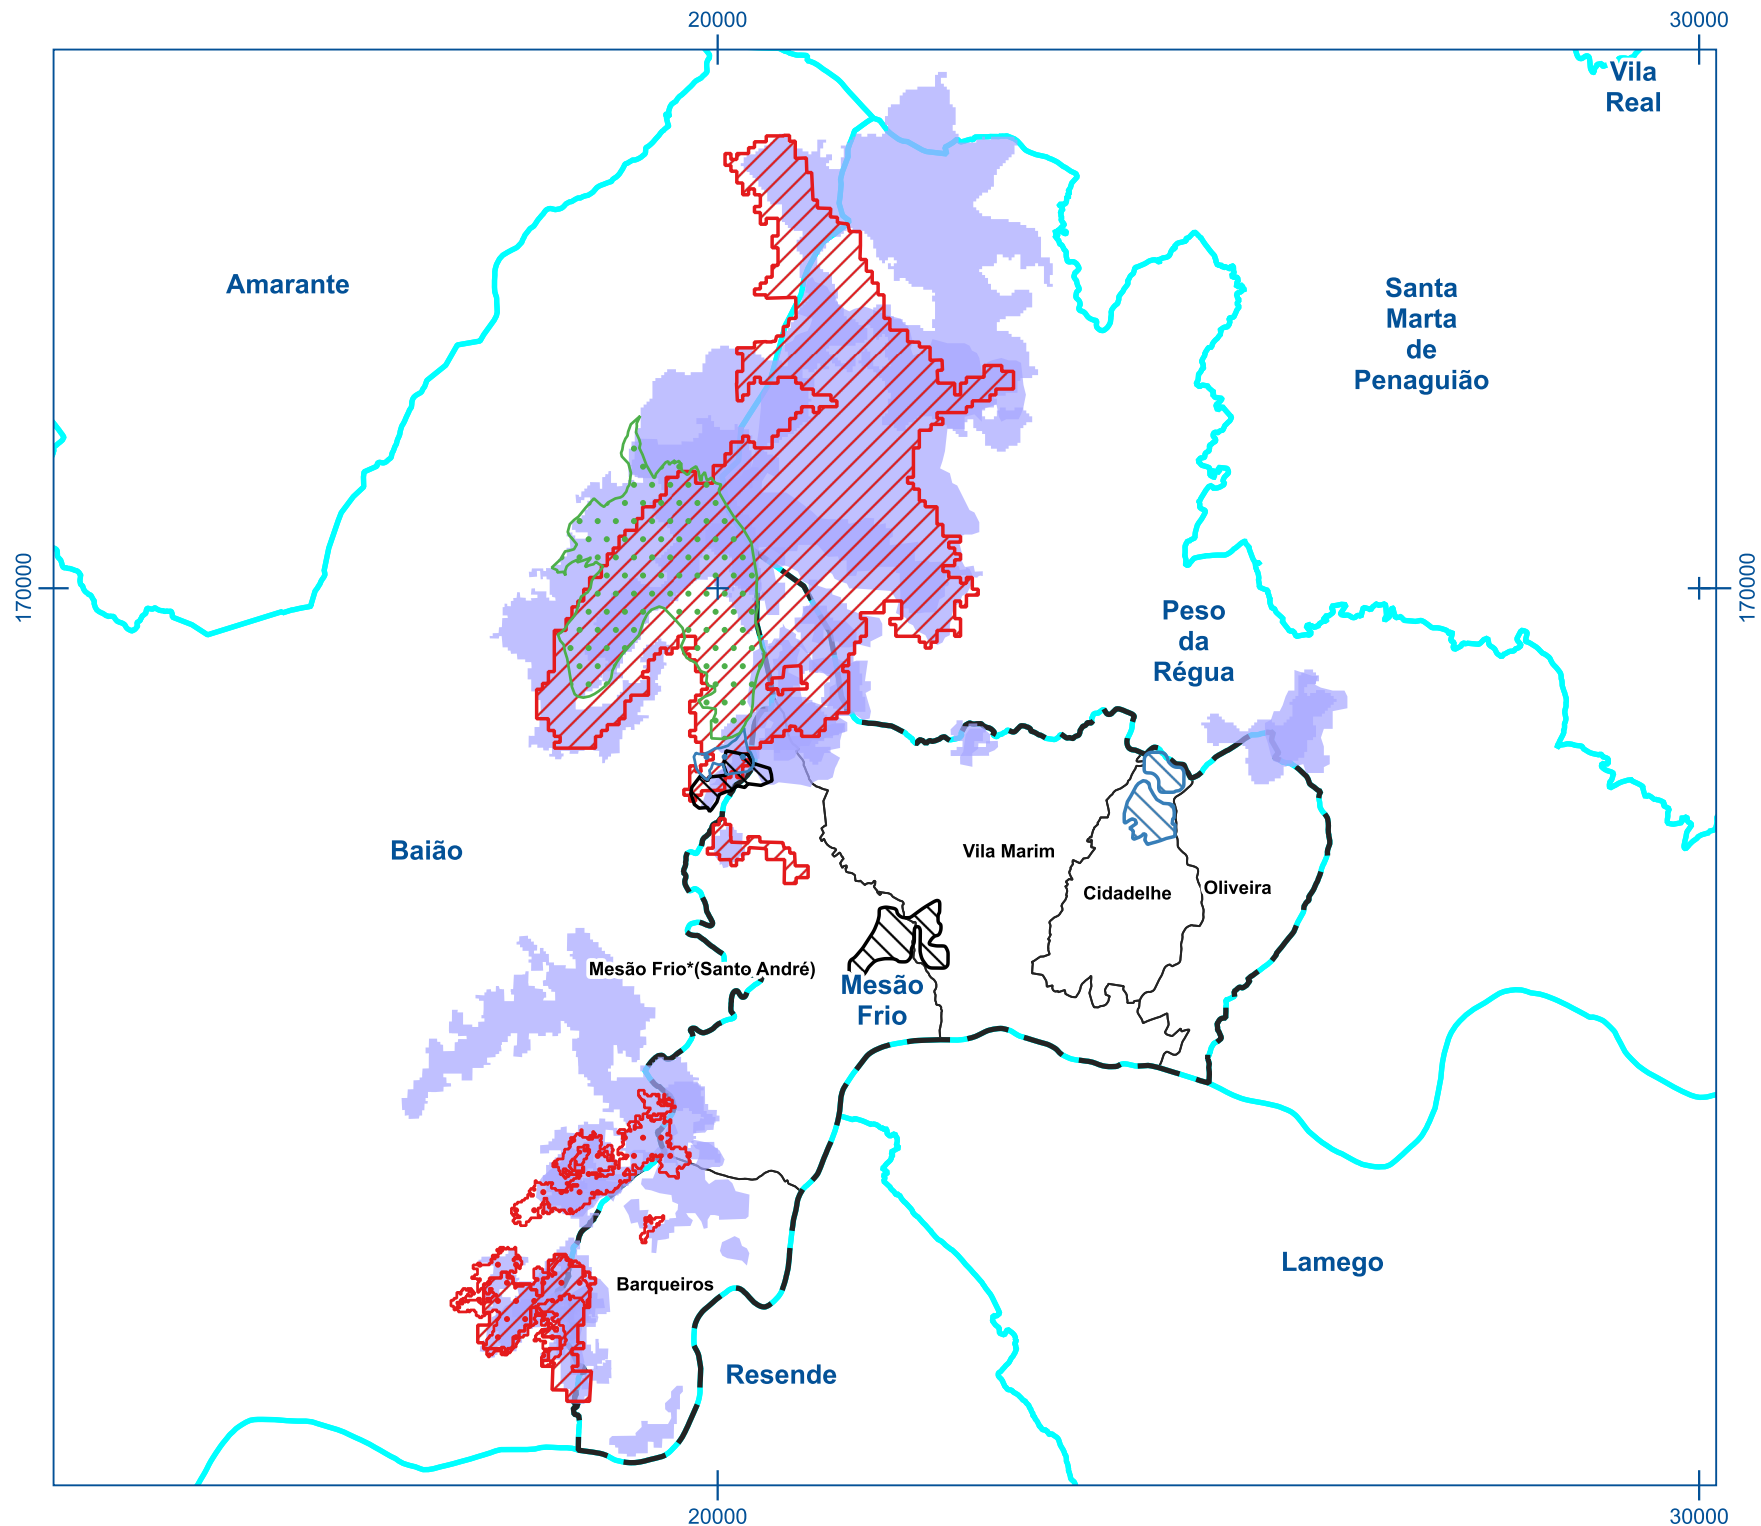 20000
30000
Vila
Real
Amarante
Santa
Marta
de
Penaguião
170000
170000
Peso
da
Régua
Baião
Vila Marim
Cidadelhe
Oliveira
Mesão Frio*(Santo André)
Mesão
Frio
Lamego
Barqueiros
Resende
20000
30000